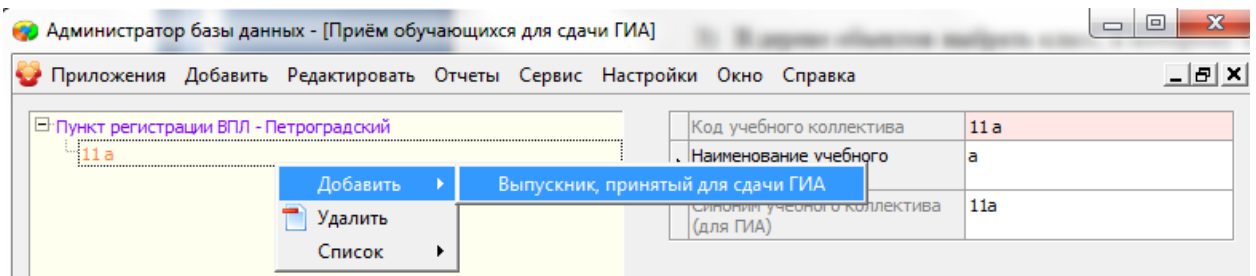 Администратор базы данных - [Приём обучающихся для сдачи ГИА]
Приложения Добавить Редактировать Отчеты Сервис Настройки Окно Справка
Пункт регистрации ВПЛ - Петроградский
11 а
Добавить
Удалить
Список
Выпускник, принятый для сдачи ГИА
Код учебного коллектива 11 а
Наименование учебного а
Синоним учебного коллектива 11а
(для ГИА)